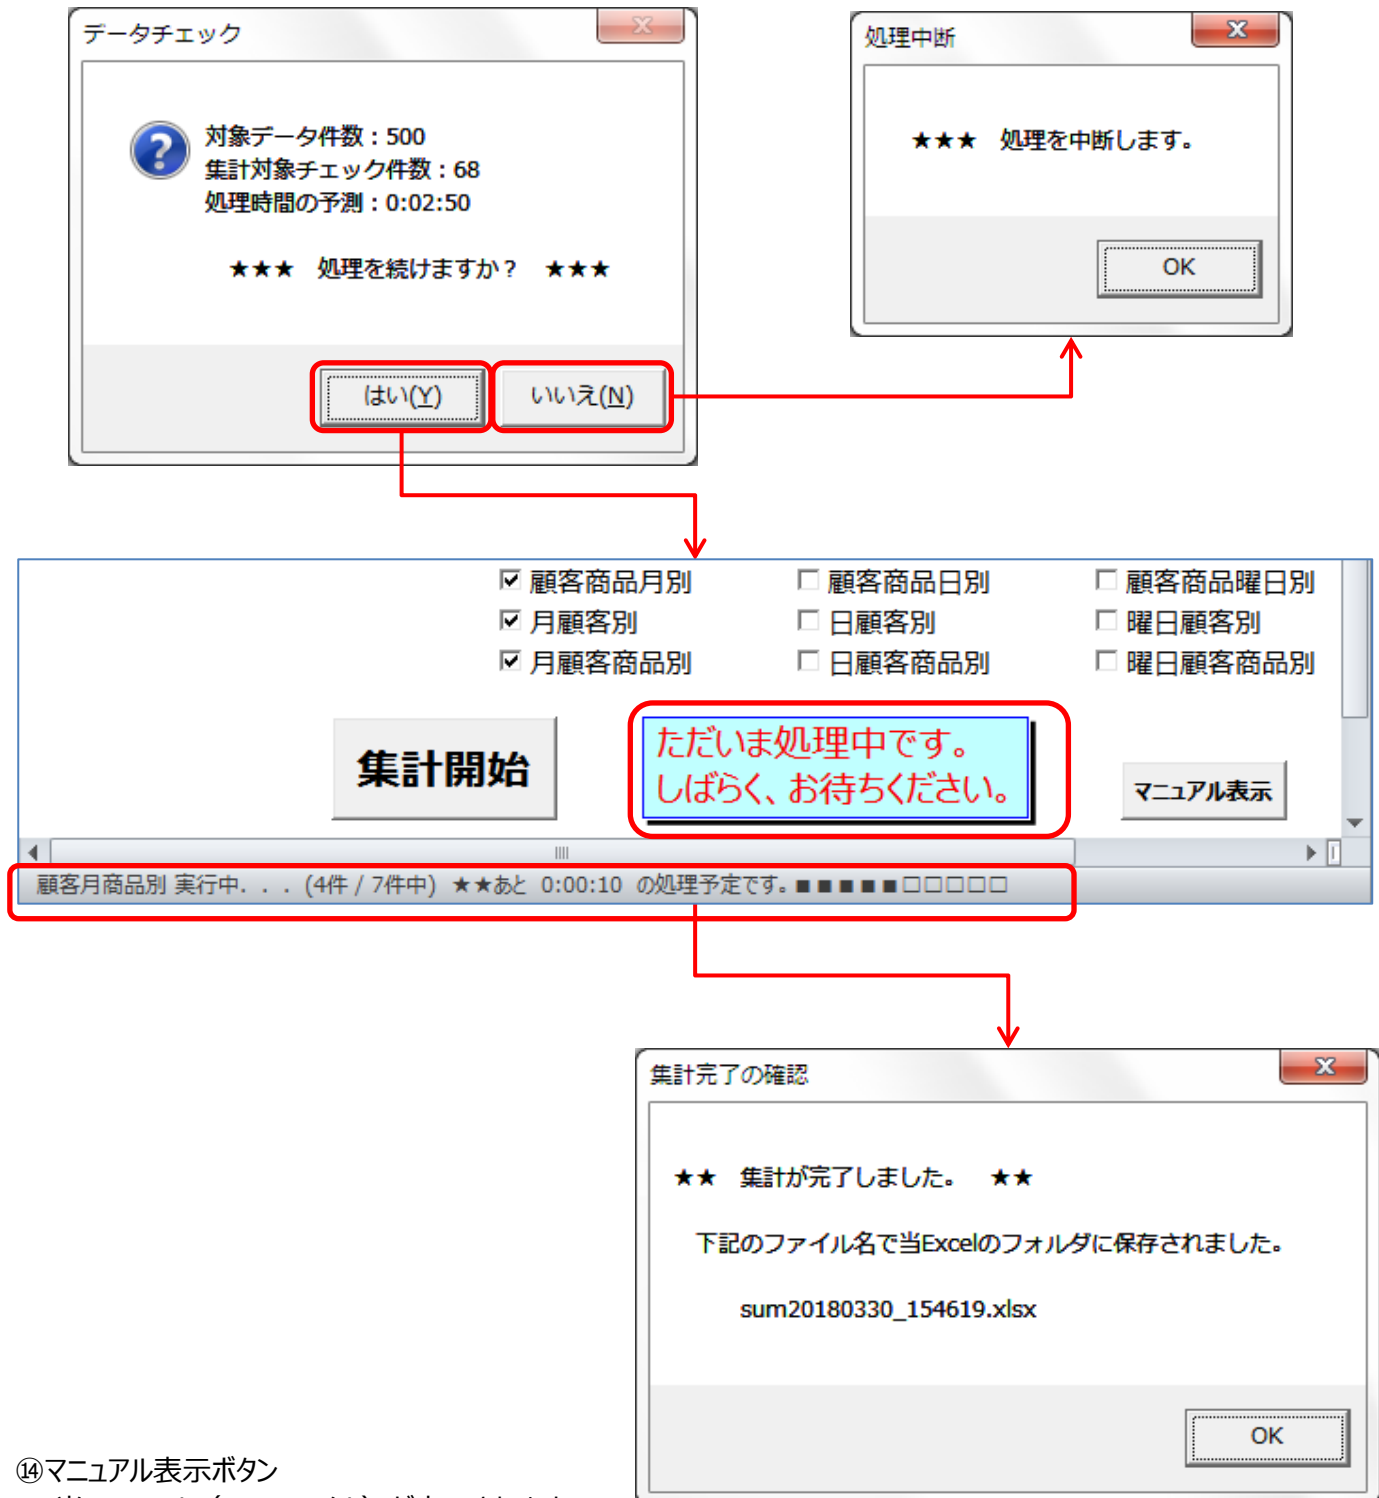 データチェック
対象データ件数：500
集計対象チェック件数：68
処理時間の予測：0:02:50
★★★ 処理を続けますか？ ★★★
はい(Y)
いいえ(N)
処理中断
★★★ 処理を中断します。
OK
顧客商品月別 顧客商品日別 顧客商品曜日別
月顧客別 日顧客別 曜日顧客別
月顧客商品別 日顧客商品別 曜日顧客商品別
集計開始
ただいま処理中です。
しばらく、お待ちください。
マニュアル表示
顧客月商品別 実行中. . . (4件 / 7件中) ★★あと 0:00:10 の処理予定です。■■■■■□□□□□
集計完了の確認
★★ 集計が完了しました。 ★★
下記のファイル名で当Excelのフォルダに保存されました。
sum20180330_154619.xlsx
OK
⑭マニュアル表示ボタン